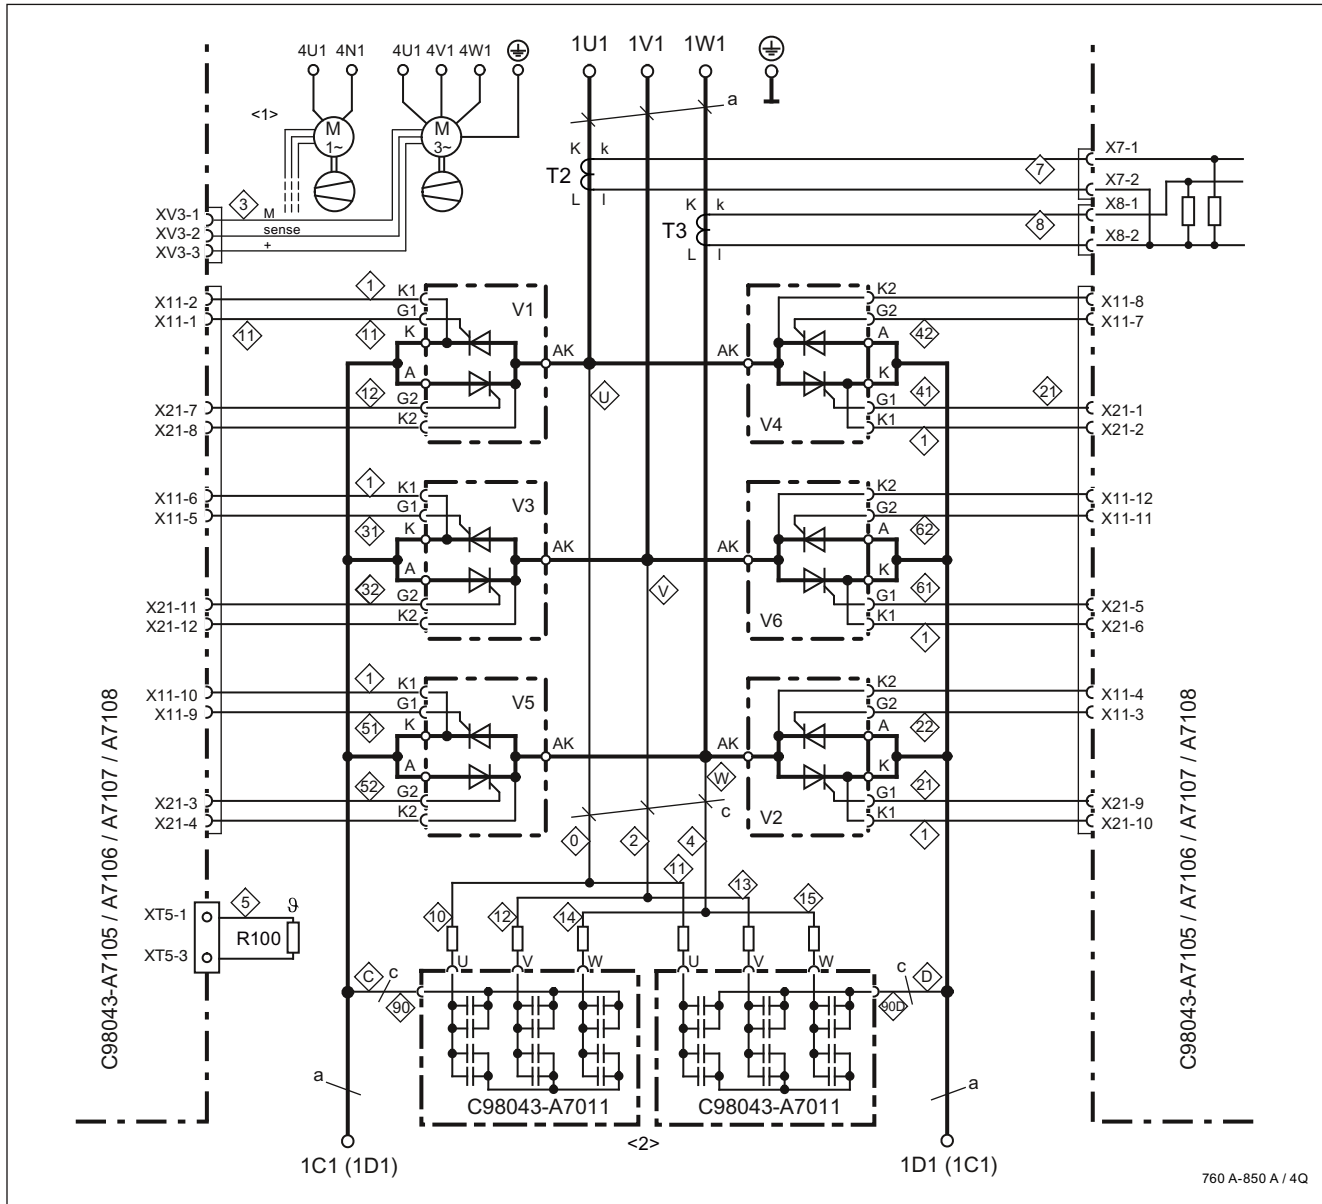 4U1 4N1 4U1 4V1 4W1 1U1 1V1 1W1
<1>
M
1~
M
3~
a
K k
T2
L l
K k
T3
L l
7
8
X7-1
X7-2
X8-1
X8-2
3
XV3-1 M
XV3-2 sense
XV3-3 +
X11-2 1 K1 V1 K2 X11-8
X11-1 11 11 G1 G2 42 X11-7
K A
AK AK
A K
U
12 41 21
X21-7 G2 G1 X21-1
X21-8 K2 V4 K1 1 X21-2
X11-6 1 K1 V3 K2 X11-12
X11-5 31 G1 G2 62 X11-11
K A
AK AK
A K
V
32 61
X21-11 G2 G1 X21-5
X21-12 K2 V6 K1 1 X21-6
X11-10 1 K1 V5 K2 X11-4
X11-9 51 G1 G2 22 X11-3
K A
AK AK
A K
W
52 21
X21-3 G2 G1 X21-9
X21-4 K2 V2 K1 1 X21-10
c
0 2 4
11 13 15
10 12 14
C98043-A7105 / A7106 / A7107 / A7108
C98043-A7105 / A7106 / A7107 / A7108
XT5-1 5 ϑ
R100
XT5-3
U V W U V W
C c c D
90 90D
a a
C98043-A7011 C98043-A7011
<2>
1C1 (1D1) 1D1 (1C1)
760 A-850 A / 4Q